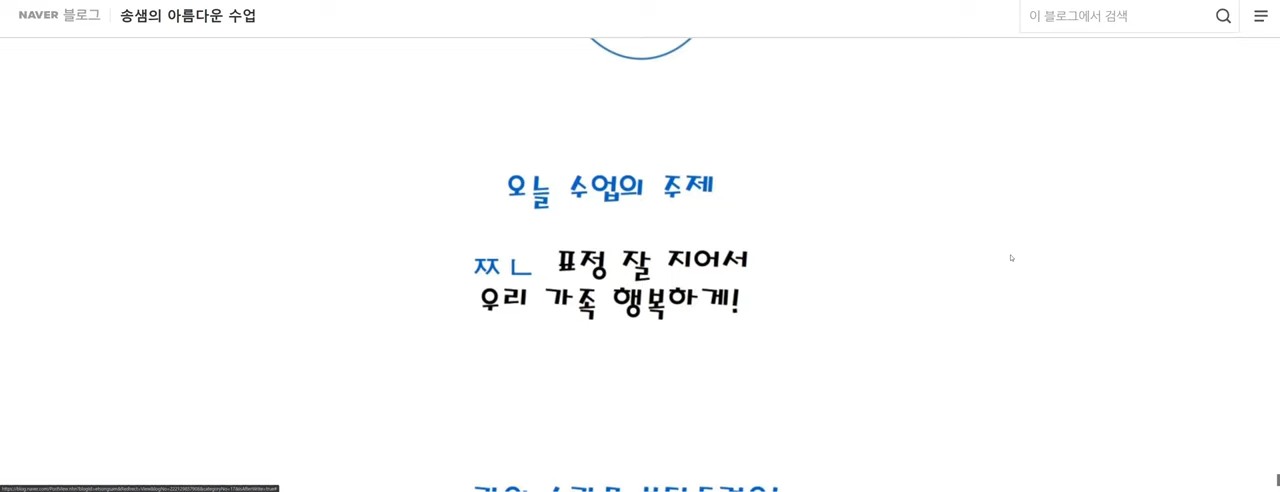 NAVER 블로그 송샘의 아름다운 수업
이 블로그에서 검색
오늘 수업의 주제
ㅉㄴ 표정 잘 지어서
우리 가족 행복하게!